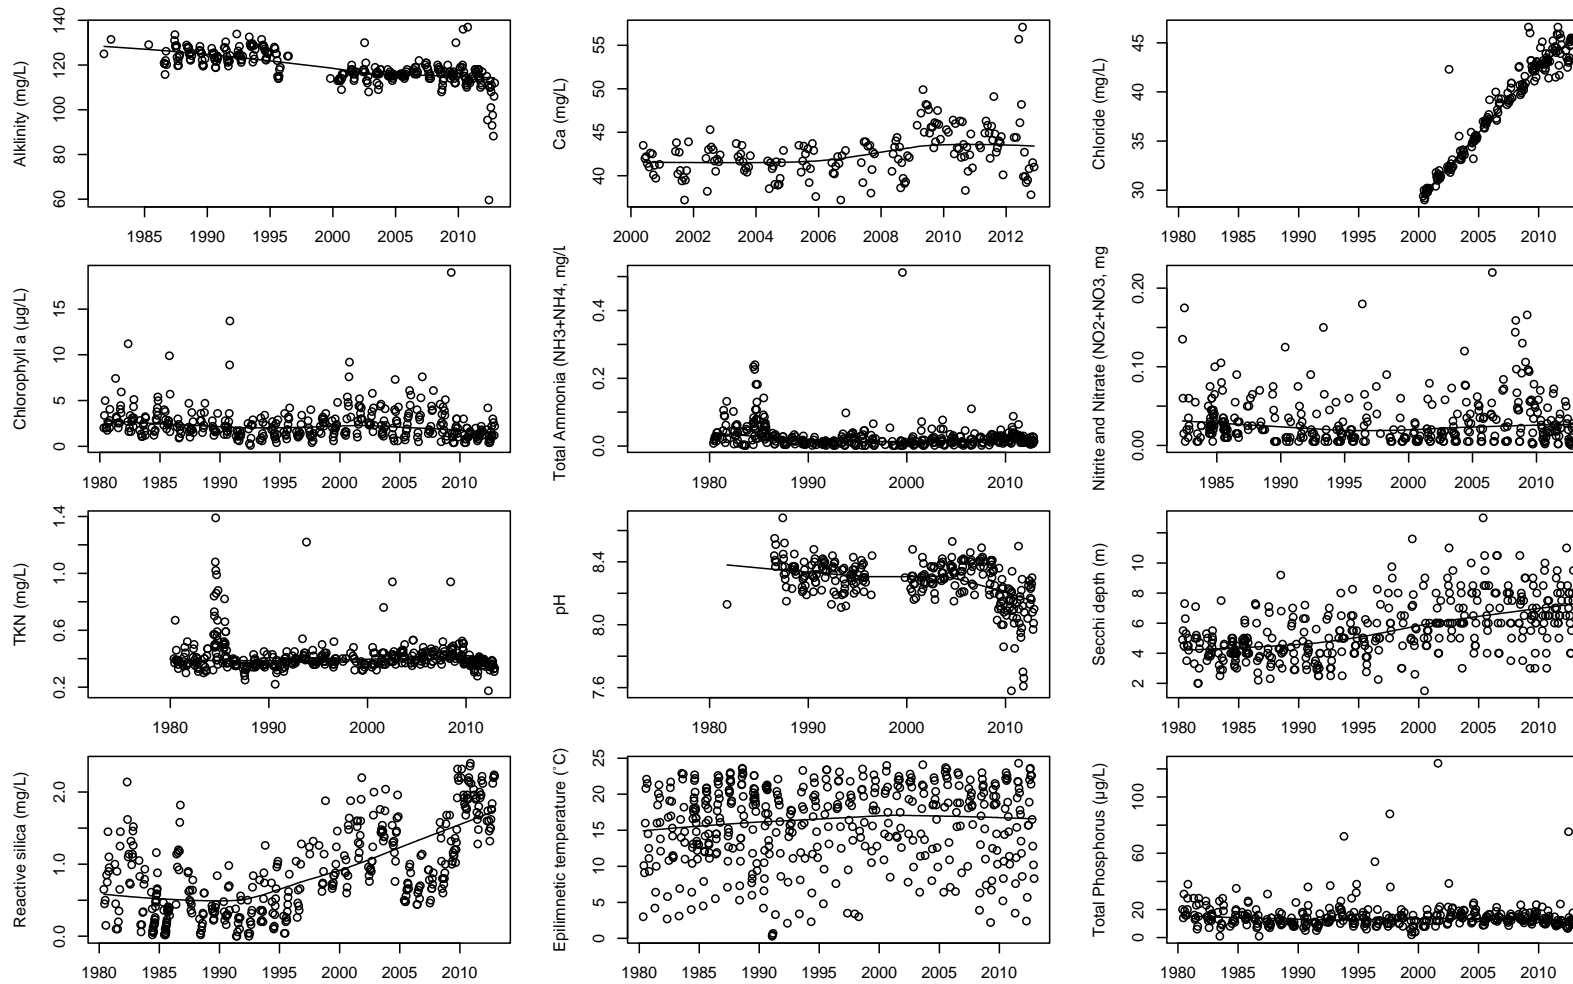 Alkalinity (mg/L)
140
120
100
80
60
1985 1990 1995 2000 2005 2010
Ca (mg/L)
55
50
45
40
2000 2002 2004 2006 2008 2010 2012
Chloride (mg/L)
45
40
35
30
1980 1985 1990 1995 2000 2005 2010
Chlorophyll a (µg/L)
15
10
5
0
1980 1985 1990 1995 2000 2005 2010
Total Ammonia (NH3+NH4, mg/L
0.4
0.2
0.0
1980 1990 2000 2010
Nitrite and Nitrate (NO2+NO3, mg
0.20
0.10
0.00
1985 1990 1995 2000 2005 2010
TKN (mg/L)
1.4
1.0
0.6
0.2
1980 1990 2000 2010
pH
8.4
8.0
7.6
1980 1990 2000 2010
Secchi depth (m)
10
8
6
4
2
1980 1985 1990 1995 2000 2005 2010
Reactive silica (mg/L)
2.0
1.0
0.0
1980 1985 1990 1995 2000 2005 2010
Epilimnetic temperature (°C)
25
20
15
10
5
0
1980 1985 1990 1995 2000 2005 2010
Total Phosphorus (µg/L)
100
60
20
0
1980 1985 1990 1995 2000 2005 2010